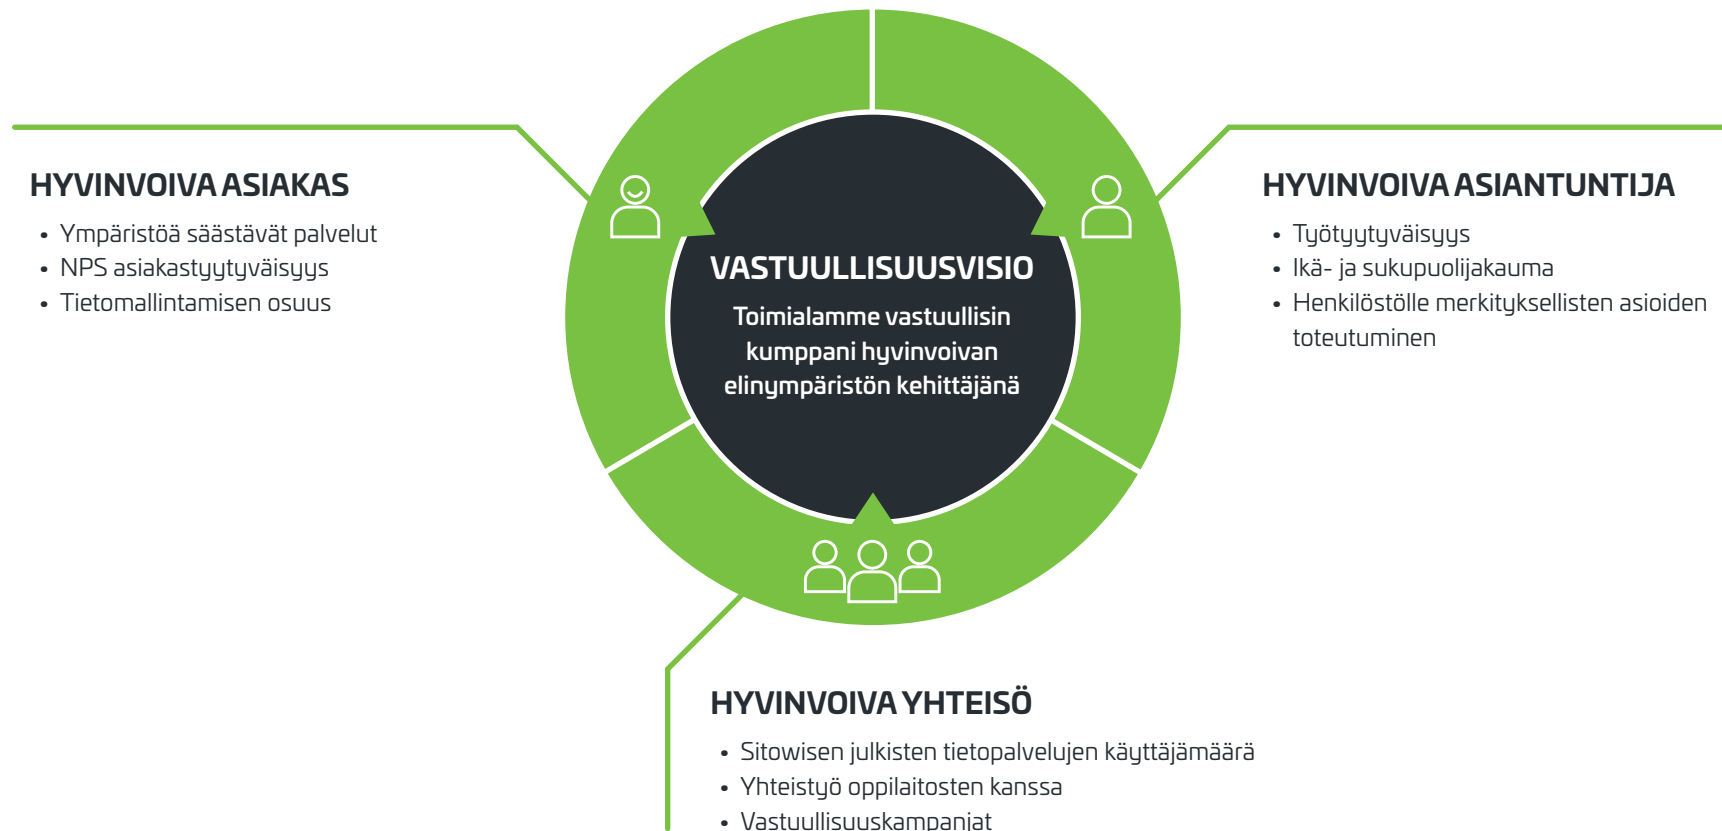 HYVINVOIVA ASIAKAS
• Ympäristöä säästävät palvelut
• NPS asiakastyytyväisyys
• Tietomallintamisen osuus
VASTUULLISUUSVISIO
Toimialamme vastuullisin
kumppani hyvinvoivan
elinympäristön kehittäjänä
HYVINVOIVA ASIANTUNTIJA
• Työtyytyväisyys
• Ikä- ja sukupuolijakauma
• Henkilöstölle merkityksellisten asioiden
toteutuminen
HYVINVOIVA YHTEISÖ
• Sitowisen julkisten tietopalvelujen käyttäjämäärä
• Yhteistyö oppilaitosten kanssa
• Vastuullisuuskampanjat